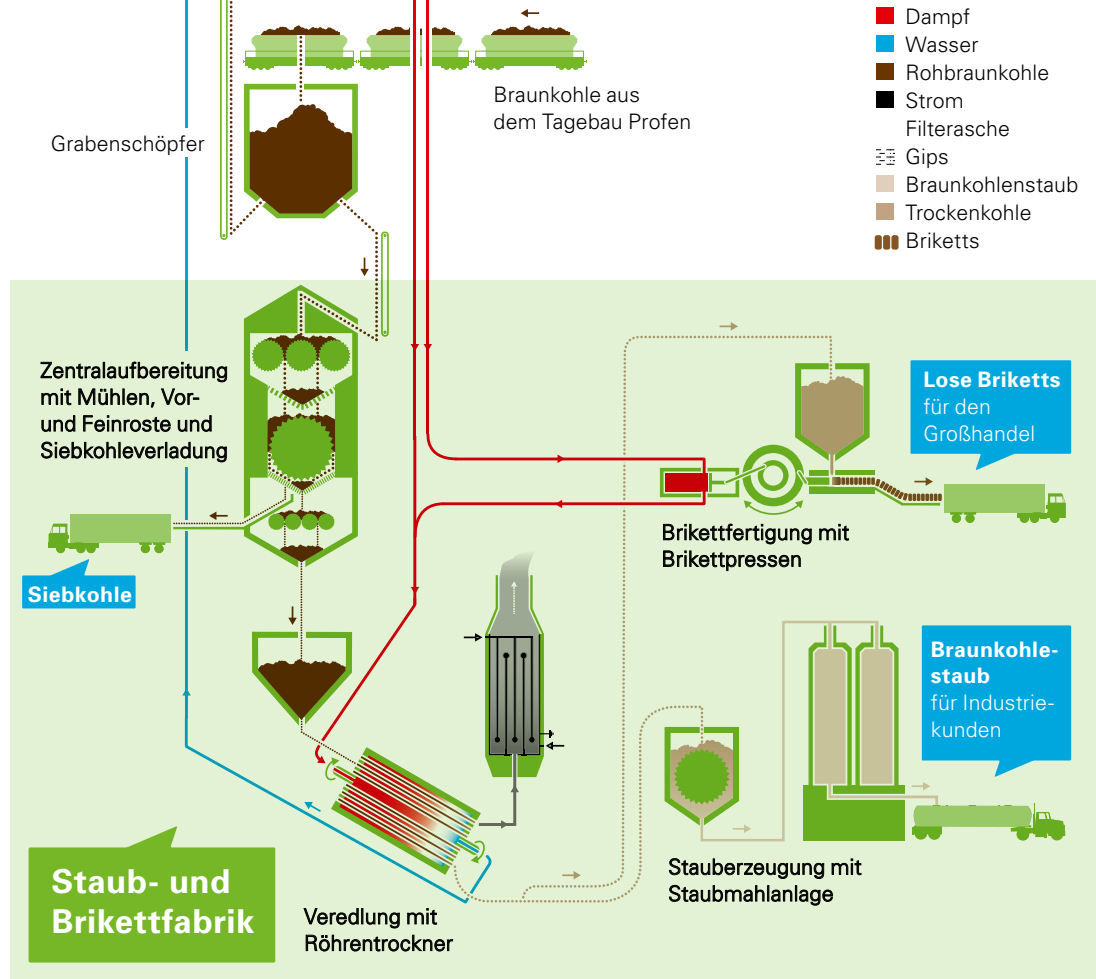 Dampf
Wasser
Rohbraunkohle
Strom
Filterasche
Gips
Braunkohlenstaub
Trockenkohle
Briketts
Braunkohle aus
dem Tagebau Profen
Grabenschöpfer
Zentralaufbereitung
mit Mühlen, Vor-
und Feinroste und
Siebkohleverladung
Lose Briketts
für den
Großhandel
Brikettfertigung mit
Brikettpressen
Siebkohle
Braunkohle-
staub
für Industrie-
kunden
Stauberzeugung mit
Staubmahlanlage
Staub- und
Brikettfabrik
Veredlung mit
Röhrentrockner